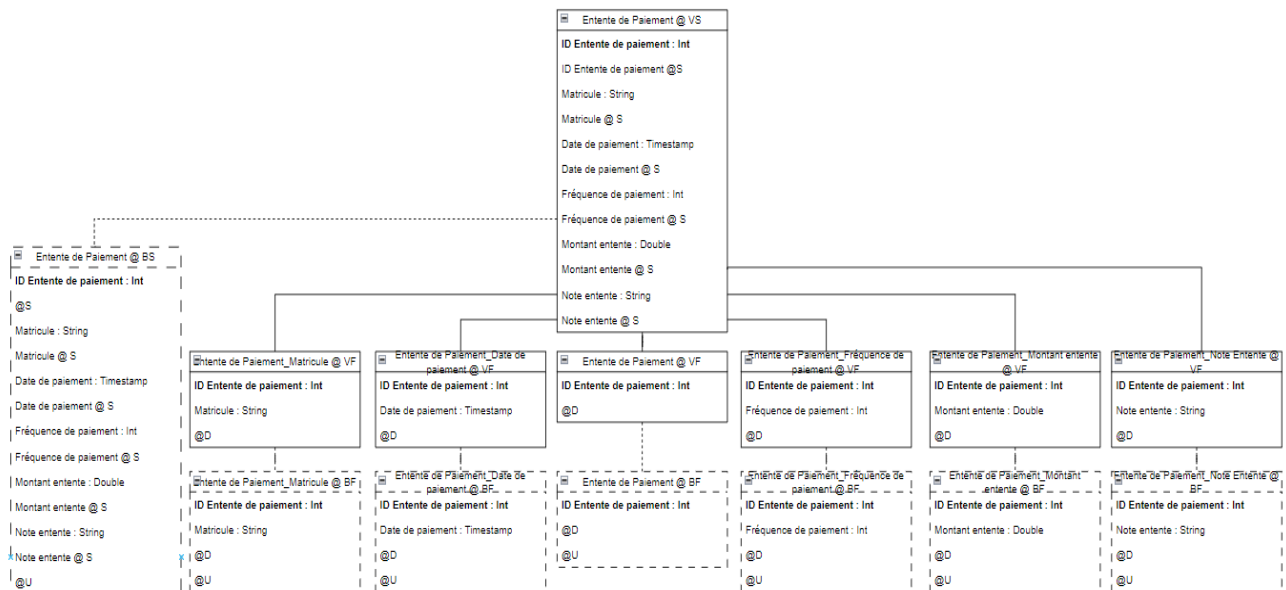 Entente de Paiement @ VS
ID Entente de paiement : Int
ID Entente de paiement @S
Matricule : String
Matricule @ S
Date de paiement : Timestamp
Date de paiement @ S
Fréquence de paiement : Int
Fréquence de paiement @ S
Montant entente : Double
Montant entente @ S
Note entente : String
Note entente @ S
Entente de Paiement @ BS
ID Entente de paiement : Int
@S
Matricule : String
Matricule @ S
Date de paiement : Timestamp
Date de paiement @ S
Fréquence de paiement : Int
Fréquence de paiement @ S
Montant entente : Double
Montant entente @ S
Note entente : String
Note entente @ S
@U
Entente de Paiement_Matricule @ VF
ID Entente de paiement : Int
Matricule : String
@D
Entente de Paiement_Date de
paiement @ VF
ID Entente de paiement : Int
Date de paiement : Timestamp
@D
Entente de Paiement @ VF
ID Entente de paiement : Int
@D
Entente de Paiement_Fréquence de
paiement @ VF
ID Entente de paiement : Int
Fréquence de paiement : Int
@D
Entente de Paiement_Montant entente
@ VF
ID Entente de paiement : Int
Montant entente : Double
@D
Entente de Paiement_Note Entente @
VF
ID Entente de paiement : Int
Note entente : String
@D
Entente de Paiement_Matricule @ BF
ID Entente de paiement : Int
Matricule : String
@D
@U
Entente de Paiement_Date de
paiement @ BF
ID Entente de paiement : Int
Date de paiement : Timestamp
@D
@U
Entente de Paiement @ BF
ID Entente de paiement : Int
@D
@U
Entente de Paiement_Fréquence de
paiement @ BF
ID Entente de paiement : Int
Fréquence de paiement : Int
@D
@U
Entente de Paiement_Montant
entente @ BF
ID Entente de paiement : Int
Montant entente : Double
@D
@U
Entente de Paiement_Note Entente @
BF
ID Entente de paiement : Int
Note entente : String
@D
@U